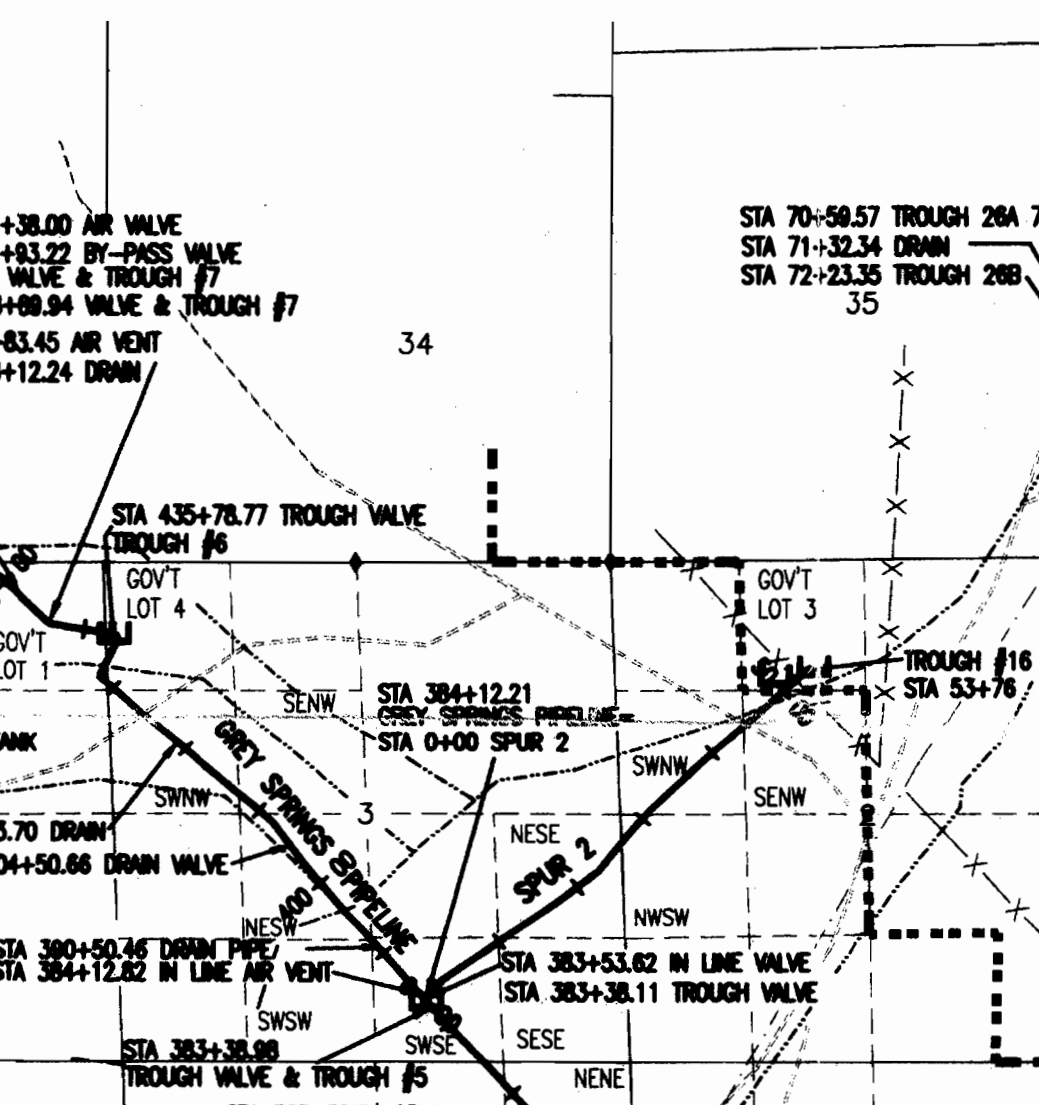 +38.00 AIR VALVE
+93.22 BY-PASS VALVE
VALVE & TROUGH #7
+69.94 VALVE & TROUGH #7
83.45 AIR VENT
+12.24 DRAIN
STA 70+59.57 TROUGH 26A 7
STA 71+32.34 DRAIN
STA 72+23.35 TROUGH 26B
35
34
STA 435+78.77 TROUGH VALVE
TROUGH #6
GOV'T
LOT 4
GOV'T
LOT 3
GOV'T
LOT 1
TROUGH #16
STA 53+76
SENW
STA 384+12.21
GREY SPRINGS PIPELINE=
STA 0+00 SPUR 2
ANK
GREY SPRINGS PIPELINE
SWNW
SWNW
SENW
3
3.70 DRAIN
04+50.66 DRAIN VALVE
NESE
SPUR 2
400
NESW
NWSW
STA 390+50.46 DRAIN PIPE
STA 384+12.82 IN LINE AIR VENT
STA 383+53.62 IN LINE VALVE
STA 383+38.11 TROUGH VALVE
SWSW
SWSE
SESE
STA 383+38.98
TROUGH VALVE & TROUGH #5
NENE